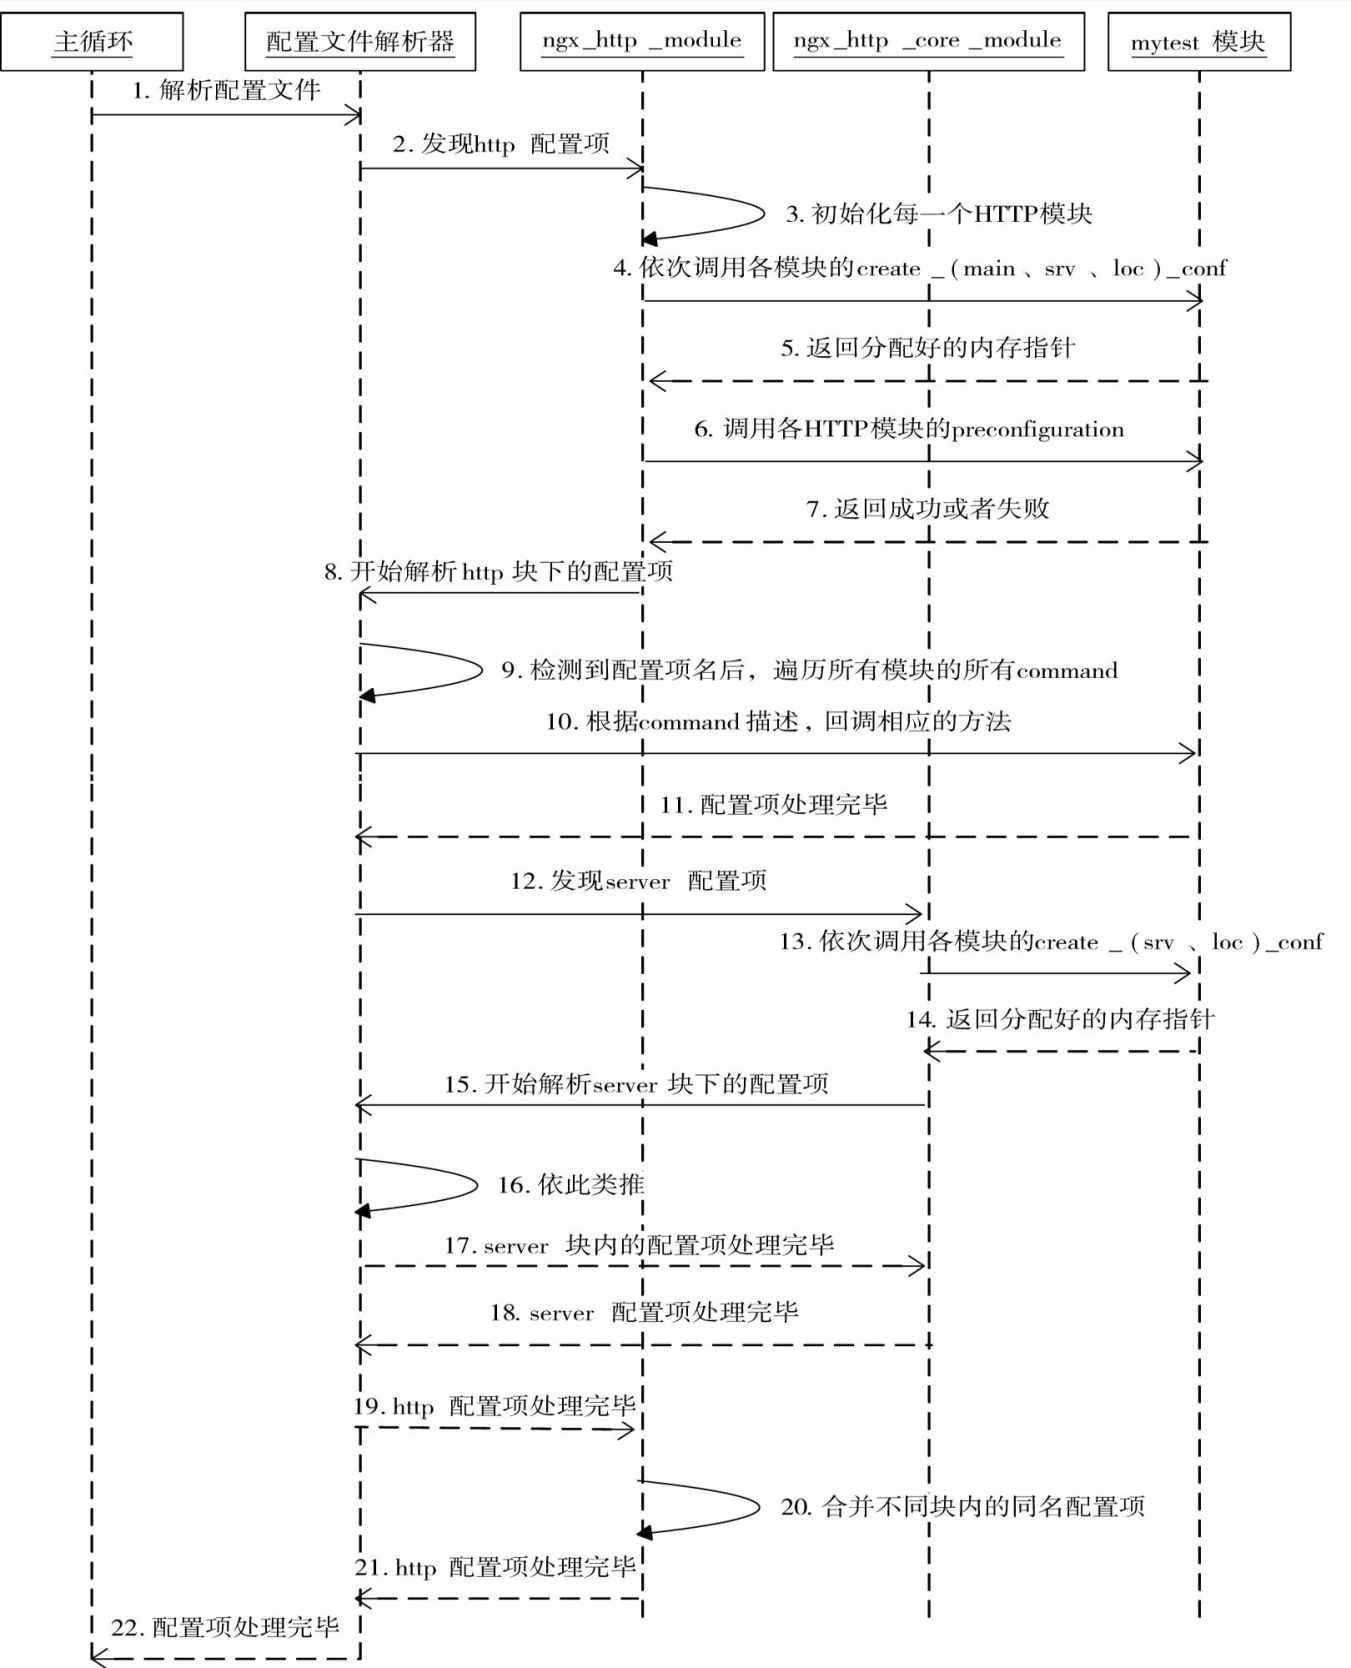 主循环
配置文件解析器
ngx_http _module
ngx_http _core _module
mytest 模块
1. 解析配置文件
2. 发现http 配置项
3. 初始化每一个HTTP模块
4. 依次调用各模块的create _ ( main 、srv 、loc )_conf
5. 返回分配好的内存指针
6. 调用各HTTP模块的preconfiguration
7. 返回成功或者失败
8. 开始解析 http 块下的配置项
9. 检测到配置项名后，遍历所有模块的所有command
10. 根据command 描述，回调相应的方法
11. 配置项处理完毕
12. 发现server 配置项
13. 依次调用各模块的create _ ( srv 、loc )_conf
14. 返回分配好的内存指针
15. 开始解析server 块下的配置项
16. 依此类推
17. server 块内的配置项处理完毕
18. server 配置项处理完毕
19. http 配置项处理完毕
20. 合并不同块内的同名配置项
21. http 配置项处理完毕
22. 配置项处理完毕